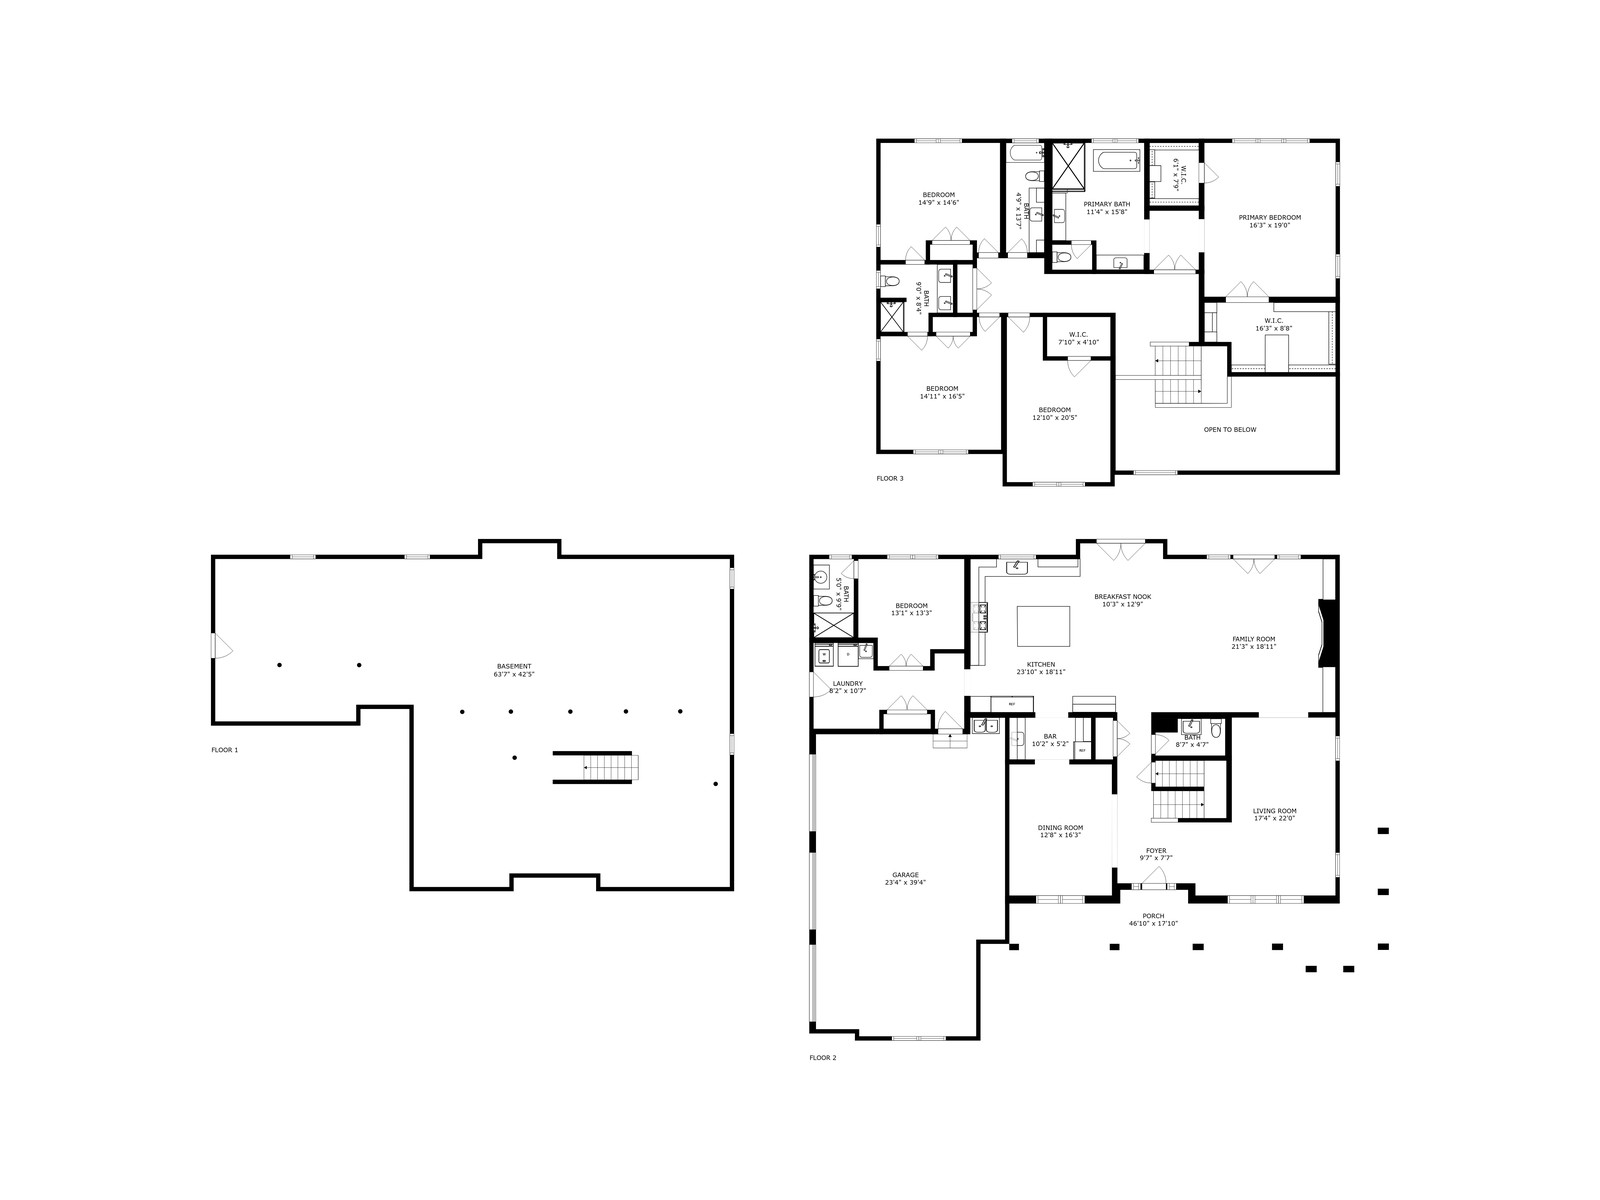 BEDROOM
14'9" x 14'6"
BATH
4'9" x 13'7"
PRIMARY BATH
11'4" x 15'8"
W.I.C.
6'1" x 7'9"
PRIMARY BEDROOM
16'3" x 19'0"
BATH
9'0" x 8'4"
W.I.C.
7'10" x 4'10"
W.I.C.
16'3" x 8'8"
BEDROOM
14'11" x 16'5"
BEDROOM
12'10" x 20'5"
OPEN TO BELOW
FLOOR 3
BASEMENT
63'7" x 42'5"
FLOOR 1
BATH
5'0" x 9'9"
BEDROOM
13'1" x 13'3"
BREAKFAST NOOK
10'3" x 12'9"
FAMILY ROOM
21'3" x 18'11"
KITCHEN
23'10" x 18'11"
LAUNDRY
8'2" x 10'7"
REF
BAR
10'2" x 5'2"
REF
BATH
8'7" x 4'7"
DINING ROOM
12'8" x 16'3"
LIVING ROOM
17'4" x 22'0"
FOYER
9'7" x 7'7"
GARAGE
23'4" x 39'4"
PORCH
46'10" x 17'10"
FLOOR 2